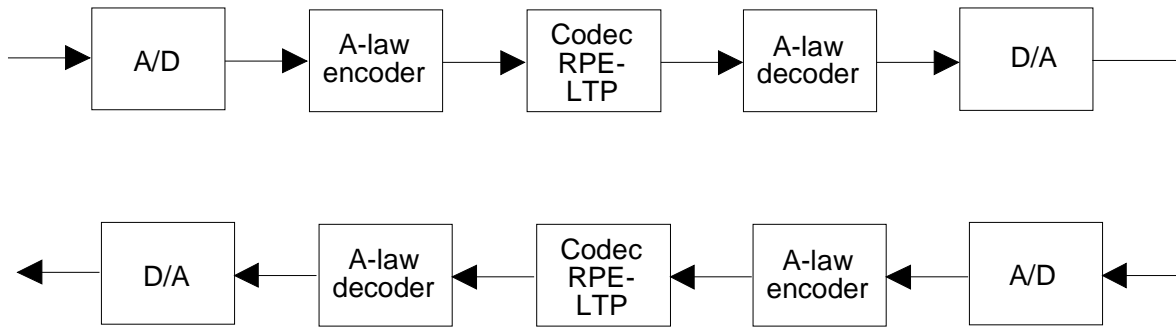 A/D
A-law
encoder
Codec
RPE-
LTP
A-law
decoder
D/A
D/A
A-law
decoder
Codec
RPE-
LTP
A-law
encoder
A/D